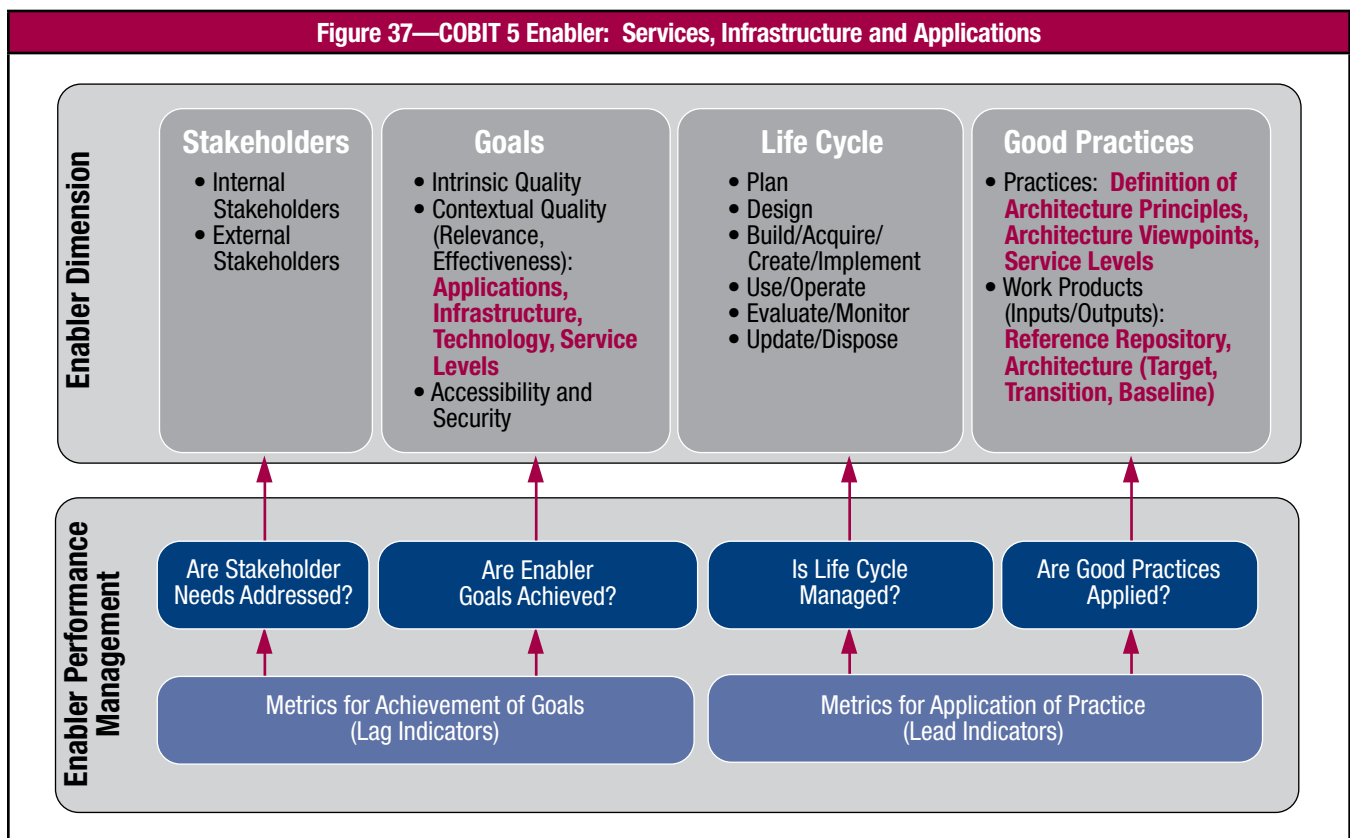 Figure 37—COBIT 5 Enabler: Services, Infrastructure and Applications
Enabler Dimension
Stakeholders
• Internal
Stakeholders
• External
Stakeholders
Goals
• Intrinsic Quality
• Contextual Quality
(Relevance,
Effectiveness):
Applications,
Infrastructure,
Technology, Service
Levels
• Accessibility and
Security
Life Cycle
• Plan
• Design
• Build/Acquire/
Create/Implement
• Use/Operate
• Evaluate/Monitor
• Update/Dispose
Good Practices
• Practices: Definition of
Architecture Principles,
Architecture Viewpoints,
Service Levels
• Work Products
(Inputs/Outputs):
Reference Repository,
Architecture (Target,
Transition, Baseline)
Enabler Performance
Management
Are Stakeholder
Needs Addressed?
Are Enabler
Goals Achieved?
Is Life Cycle
Managed?
Are Good Practices
Applied?
Metrics for Achievement of Goals
(Lag Indicators)
Metrics for Application of Practice
(Lead Indicators)